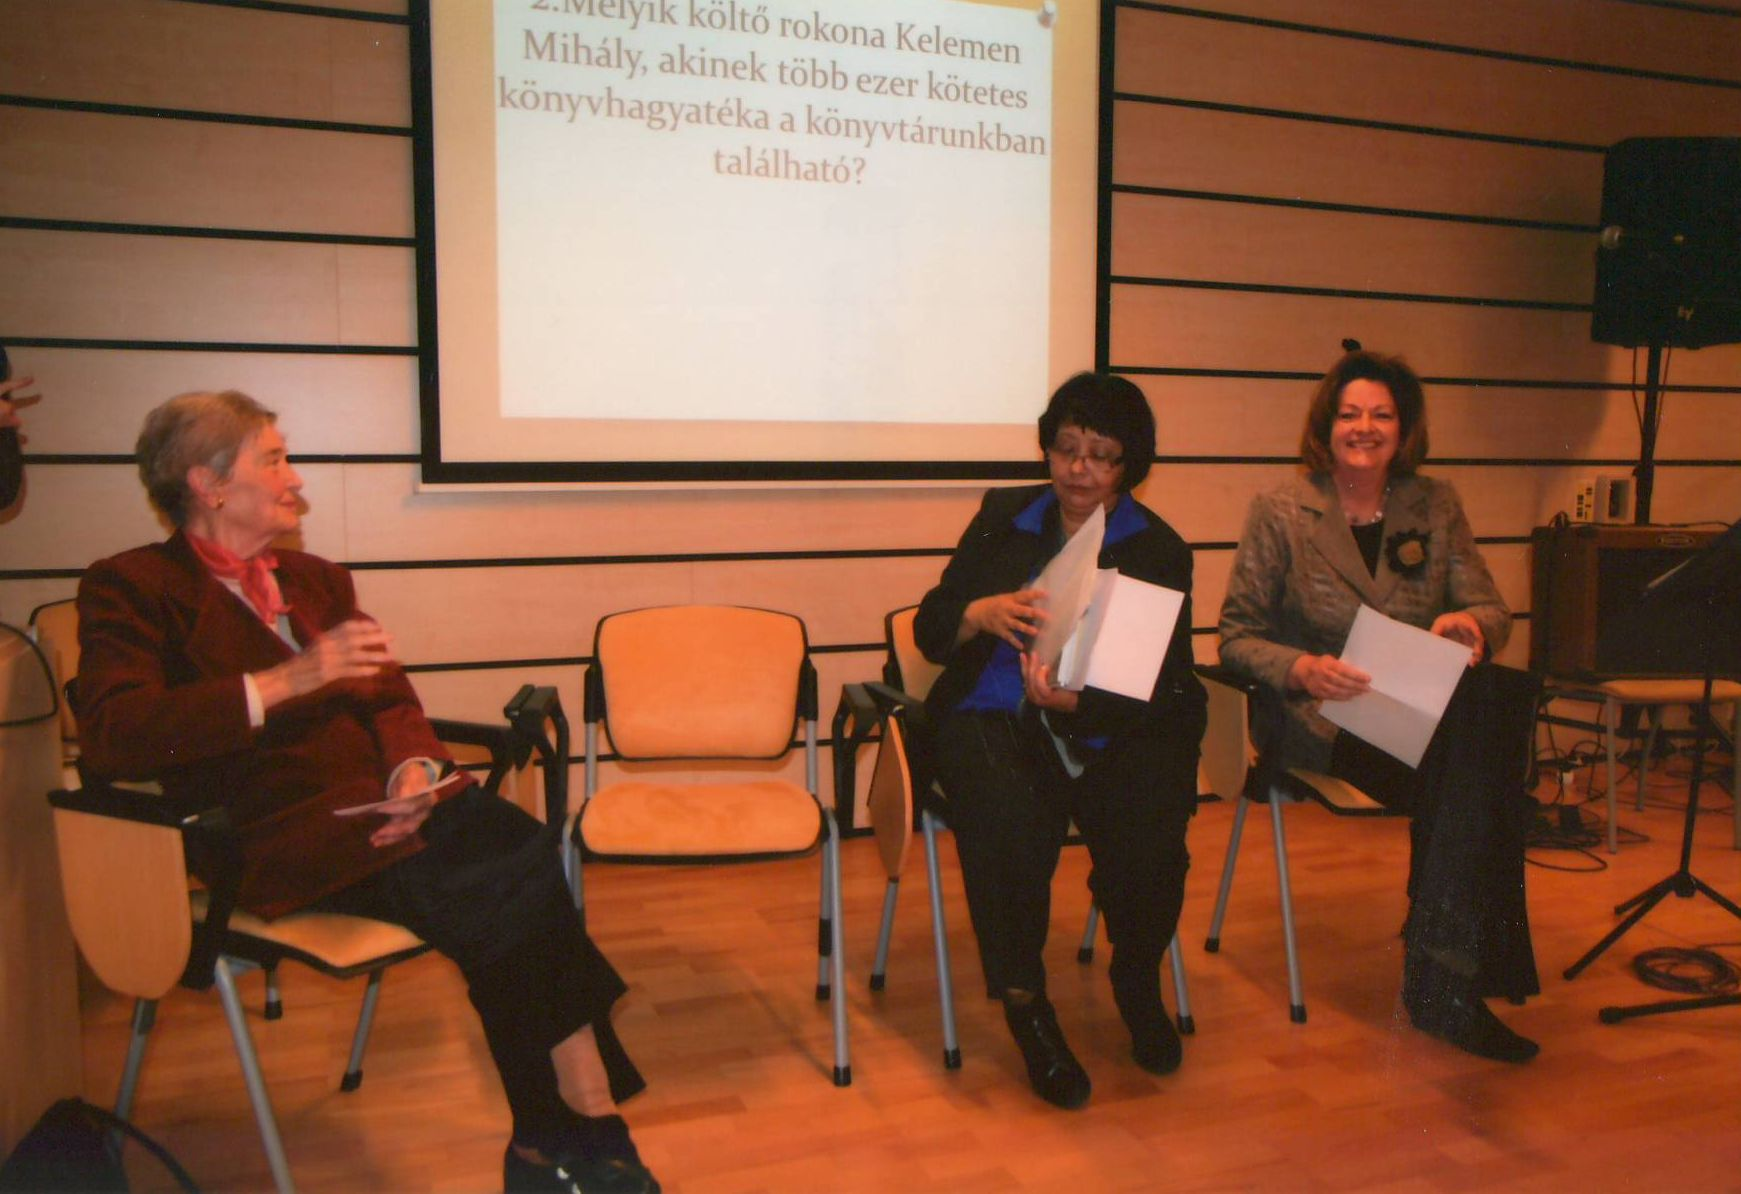 2.Melyik költő rokona Kelemen
Mihály, akinek több ezer kötetes
könyvhagyatéka a könyvtárunkban
található?